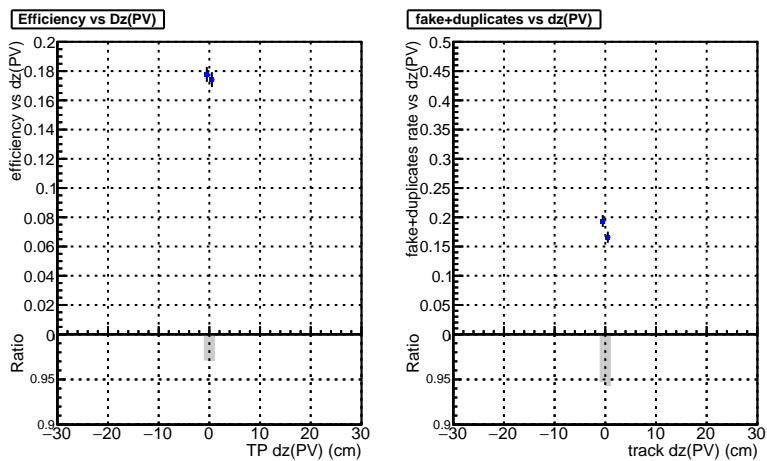 Efficiency vs Dz(PV)
efficiency vs dz(PV)
0.2
0.18
0.16
0.14
0.12
0.1
0.08
0.06
0.04
0.02
0
Ratio
0.95
0.9
−30 −20 −10 0 10 20 30
TP dz(PV) (cm)
fake+duplicates vs dz(PV)
fake+duplicates rate vs dz(PV)
0.5
0.45
0.4
0.35
0.3
0.25
0.2
0.15
0.1
0.05
0
Ratio
0.95
0.9
−30 −20 −10 0 10 20 30
track dz(PV) (cm)